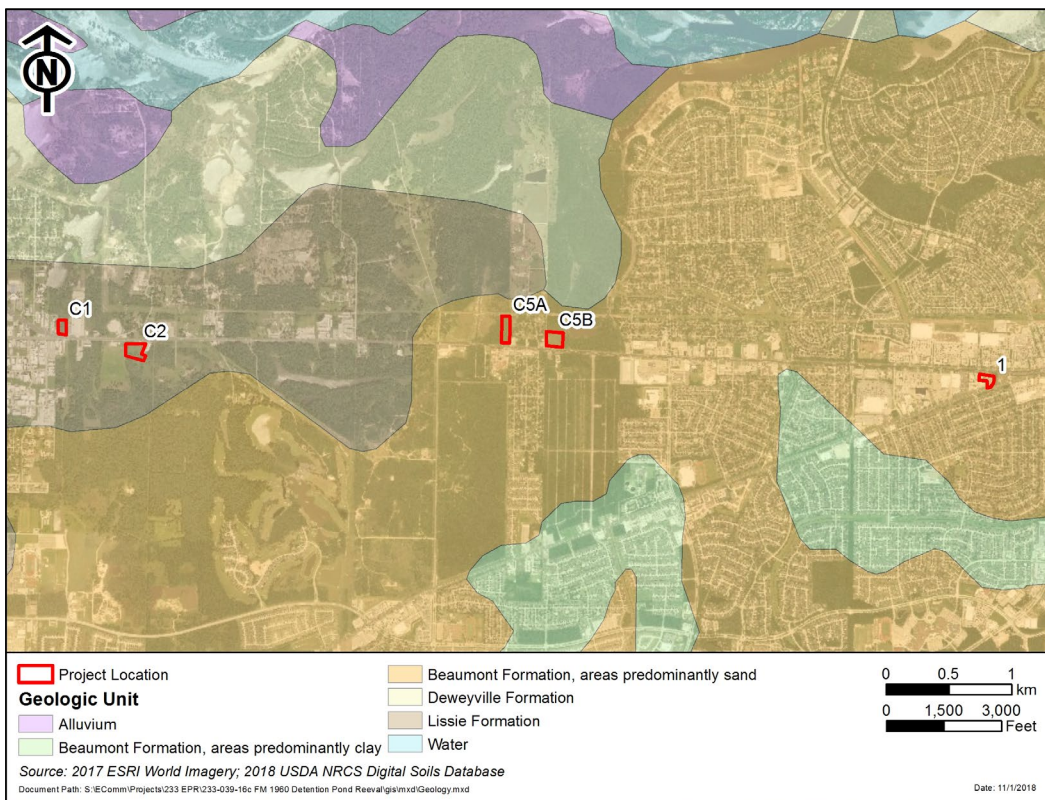 N
C1
C2
C5A
C5B
1
Project Location
Geologic Unit
Alluvium
Beaumont Formation, areas predominantly clay
Beaumont Formation, areas predominantly sand
Deweyville Formation
Lissie Formation
Water
0 0.5 1
km
0 1,500 3,000
Feet
Source: 2017 ESRI World Imagery; 2018 USDA NRCS Digital Soils Database
Document Path: S:\EComm\Projects\233 EPR\233-039-16c FM 1960 Detention Pond Reeval\gis\mxd\Geology.mxd
Date: 11/1/2018